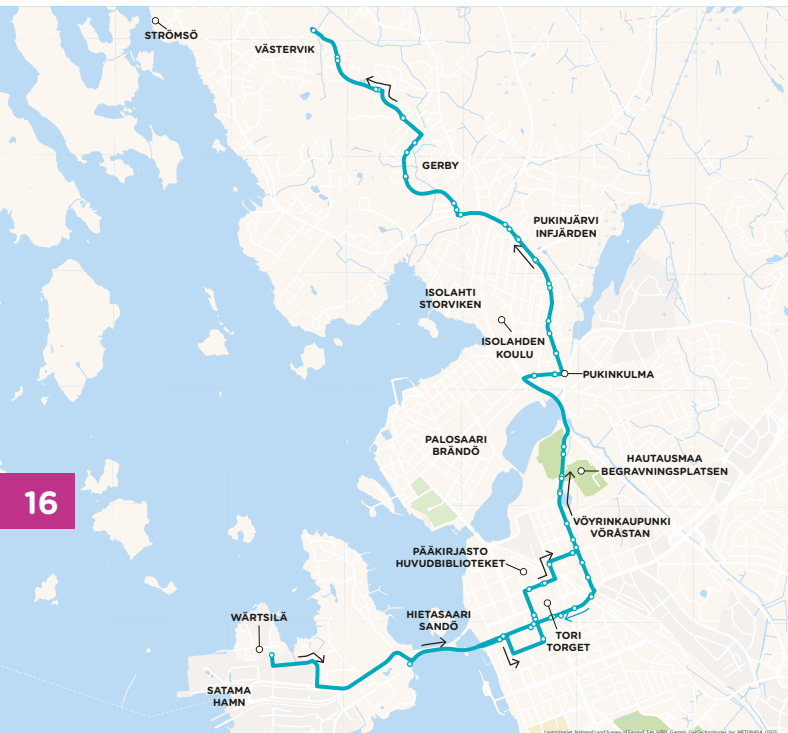 STRÖMSÖ
VÄSTERVIK
GERBY
PUKINJÄRVI
INFJÄRDEN
ISOLAHTI
STORVIKEN
ISOLAHDEN
KOULU
PUKINKULMA
PALOSAARI
BRÄNDÖ
HAUTAUSMAA
BEGRAVNINGSPLATSEN
16
VÖYRINKAUPUNKI
VÖRÅSTAN
PÄÄKIRJASTO
HUVUDBIBLIOTEKET
WÄRTSILÄ
HIETASAARI
SANDÖ
TORI
TORGET
SATAMA
HAMN